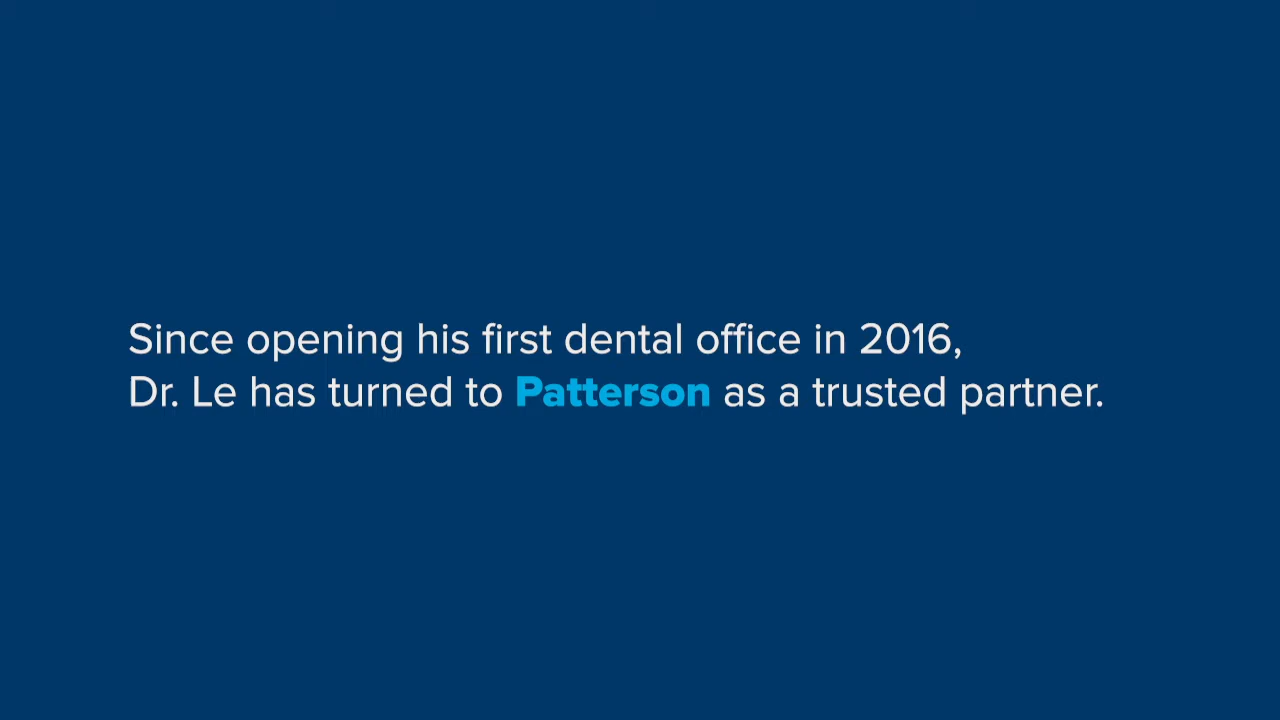 Since opening his first dental office in 2016,
Dr. Le has turned to Patterson as a trusted partner.